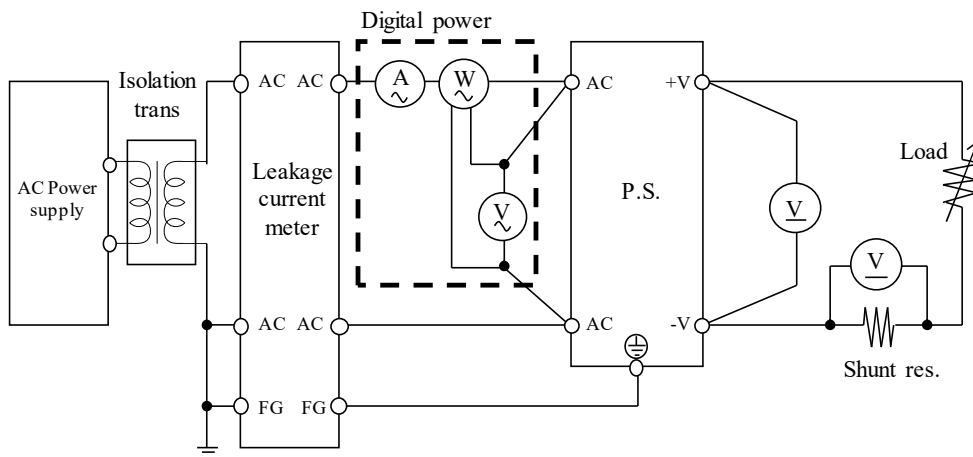 Digital power
Isolation
trans
AC Power
supply
AC AC
Leakage
current
meter
AC AC
FG FG
A
W
V
AC
P.S.
AC
+V
-V
V
Load
V
Shunt res.